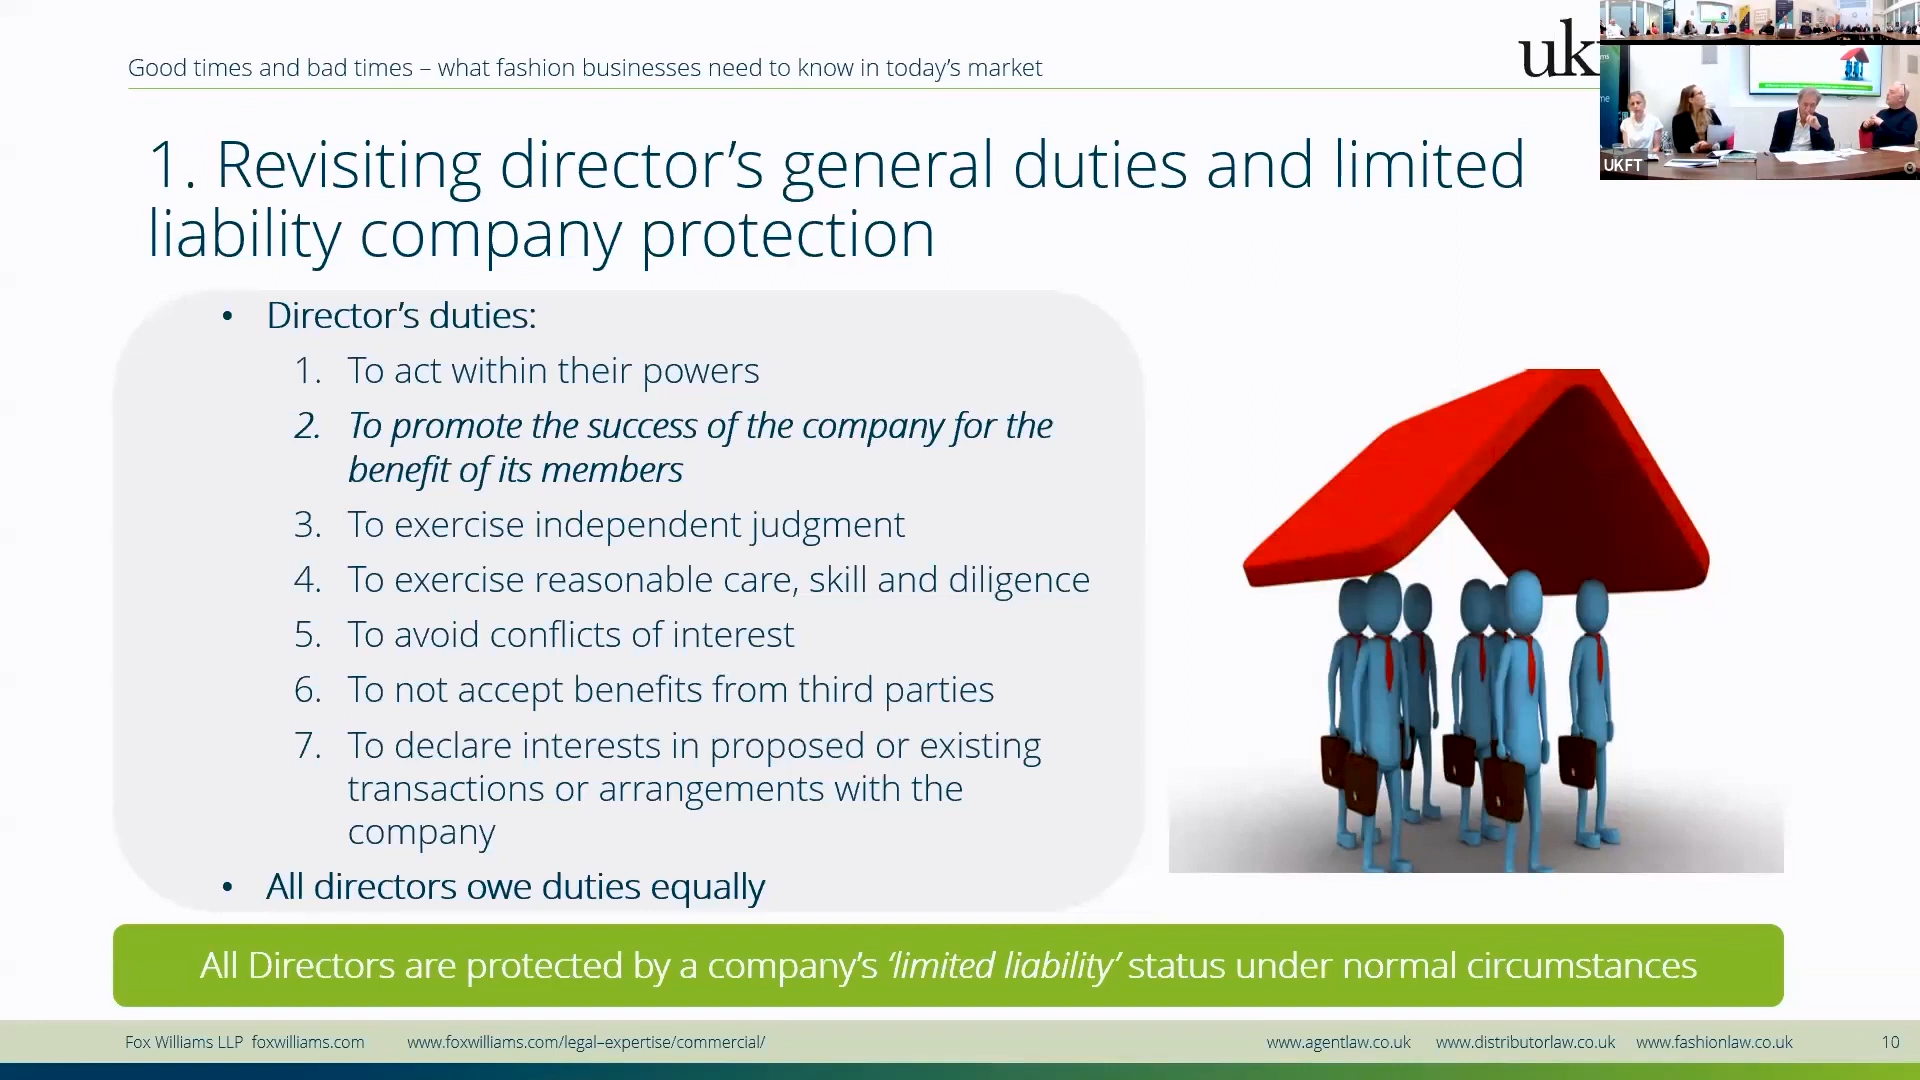 Good times and bad times – what fashion businesses need to know in today's market
uk
UKFT
1. Revisiting director's general duties and limited
liability company protection
• Director's duties:
1. To act within their powers
2. To promote the success of the company for the
benefit of its members
3. To exercise independent judgment
4. To exercise reasonable care, skill and diligence
5. To avoid conflicts of interest
6. To not accept benefits from third parties
7. To declare interests in proposed or existing
transactions or arrangements with the
company
• All directors owe duties equally
All Directors are protected by a company's 'limited liability' status under normal circumstances
Fox Williams LLP foxwilliams.com www.foxwilliams.com/legal–expertise/commercial/ www.agentlaw.co.uk www.distributorlaw.co.uk www.fashionlaw.co.uk 10